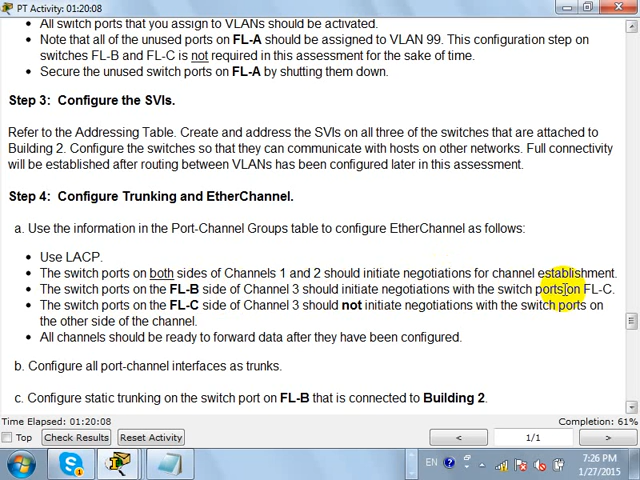 PT Activity: 01:20:08
All switch ports that you assign to VLANs should be activated.
Note that all of the unused ports on FL-A should be assigned to VLAN 99. This configuration step on
switches FL-B and FL-C is not required in this assessment for the sake of time.
Secure the unused switch ports on FL-A by shutting them down.
Step 3: Configure the SVIs.
Refer to the Addressing Table. Create and address the SVIs on all three of the switches that are attached to
Building 2. Configure the switches so that they can communicate with hosts on other networks. Full connectivity
will be established after routing between VLANs has been configured later in this assessment.
Step 4: Configure Trunking and EtherChannel.
a. Use the information in the Port-Channel Groups table to configure EtherChannel as follows:
Use LACP.
The switch ports on both sides of Channels 1 and 2 should initiate negotiations for channel establishment.
The switch ports on the FL-B side of Channel 3 should initiate negotiations with the switch ports on FL-C.
The switch ports on the FL-C side of Channel 3 should not initiate negotiations with the switch ports on
the other side of the channel.
All channels should be ready to forward data after they have been configured.
b. Configure all port-channel interfaces as trunks.
c. Configure static trunking on the switch port on FL-B that is connected to Building 2.
Time Elapsed: 01:20:08 Completion: 61%
Top Check Results Reset Activity < 1/1 >
EN 7:26 PM
1/27/2015